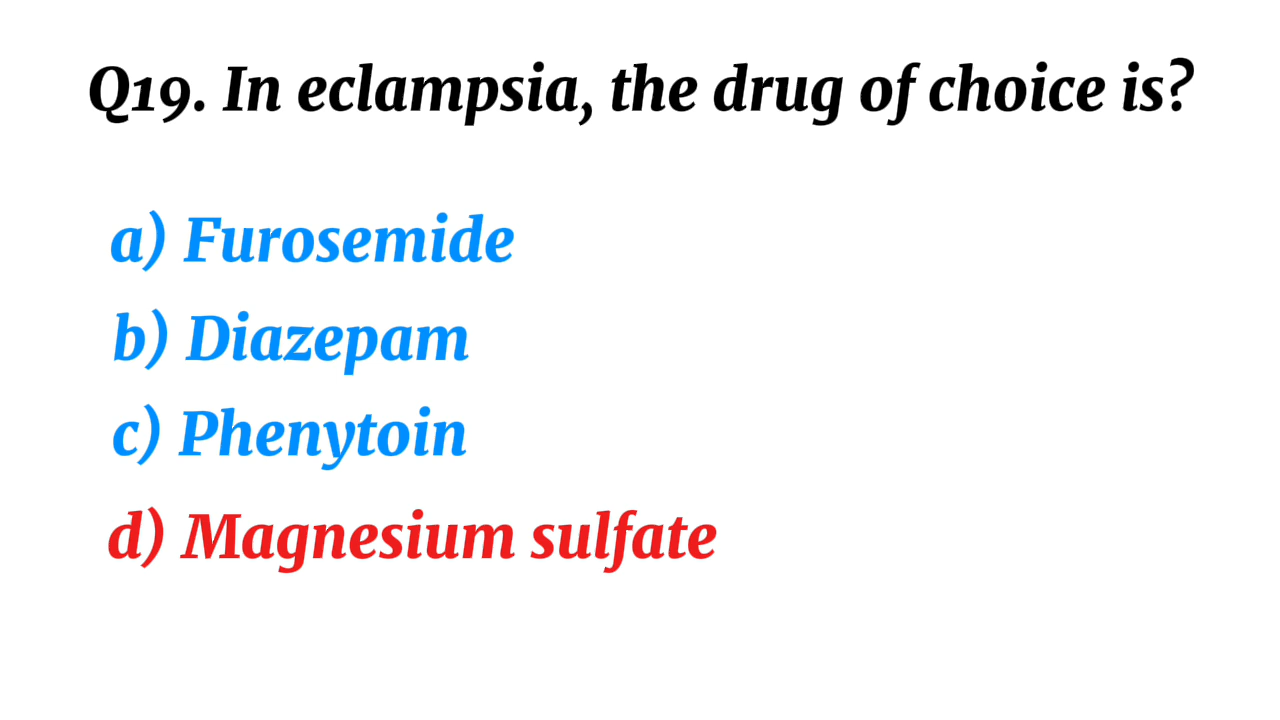 Q19. In eclampsia, the drug of choice is?
a) Furosemide
b) Diazepam
c) Phenytoin
d) Magnesium sulfate